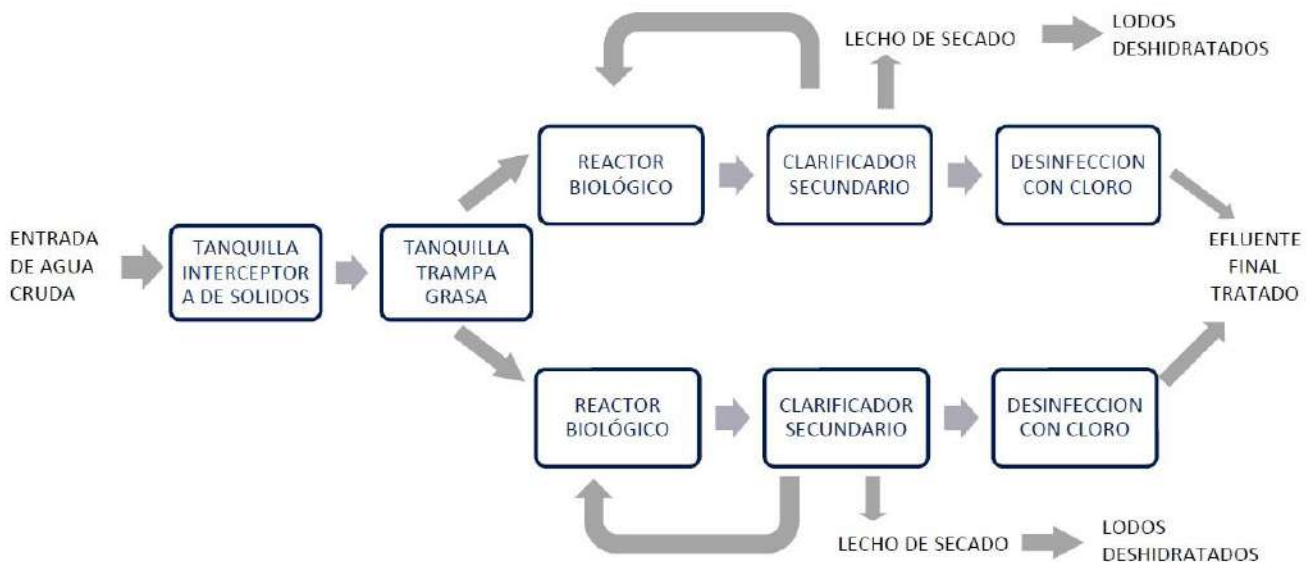 LECHO DE SECADO
LODOS
DESHIDRATADOS
REACTOR
BIOLÓGICO
CLARIFICADOR
SECUNDARIO
DESINFECCION
CON CLORO
ENTRADA
DE AGUA
CRUDA
TANQUILLA
INTERCEPTOR
A DE SOLIDOS
TANQUILLA
TRAMPA
GRASA
EFLUENTE
FINAL
TRATADO
REACTOR
BIOLÓGICO
CLARIFICADOR
SECUNDARIO
DESINFECCION
CON CLORO
LECHO DE SECADO
LODOS
DESHIDRATADOS